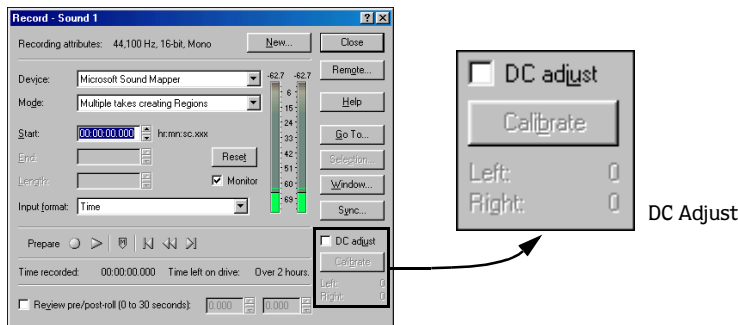 Record - Sound 1
Recording attributes: 44,100 Hz, 16-bit, Mono
New...
Close
Device: Microsoft Sound Mapper
-62.7 -62.7
Remote...
Mode: Multiple takes creating Regions
Help
Start: 00:00:00.000 hr:mn:sc.xxx
Go To...
End:
Reset
Selection...
Length:
Monitor
Window...
Input format: Time
Sync...
6
15
24
33
42
51
60
69
Prepare
DC adjust
Calibrate
Left: 0
Right: 0
Time recorded: 00:00:00.000 Time left on drive: Over 2 hours.
Review pre/post-roll (0 to 30 seconds): 0.000 0.000
DC adjust
Calibrate
Left: 0
Right: 0
DC Adjust